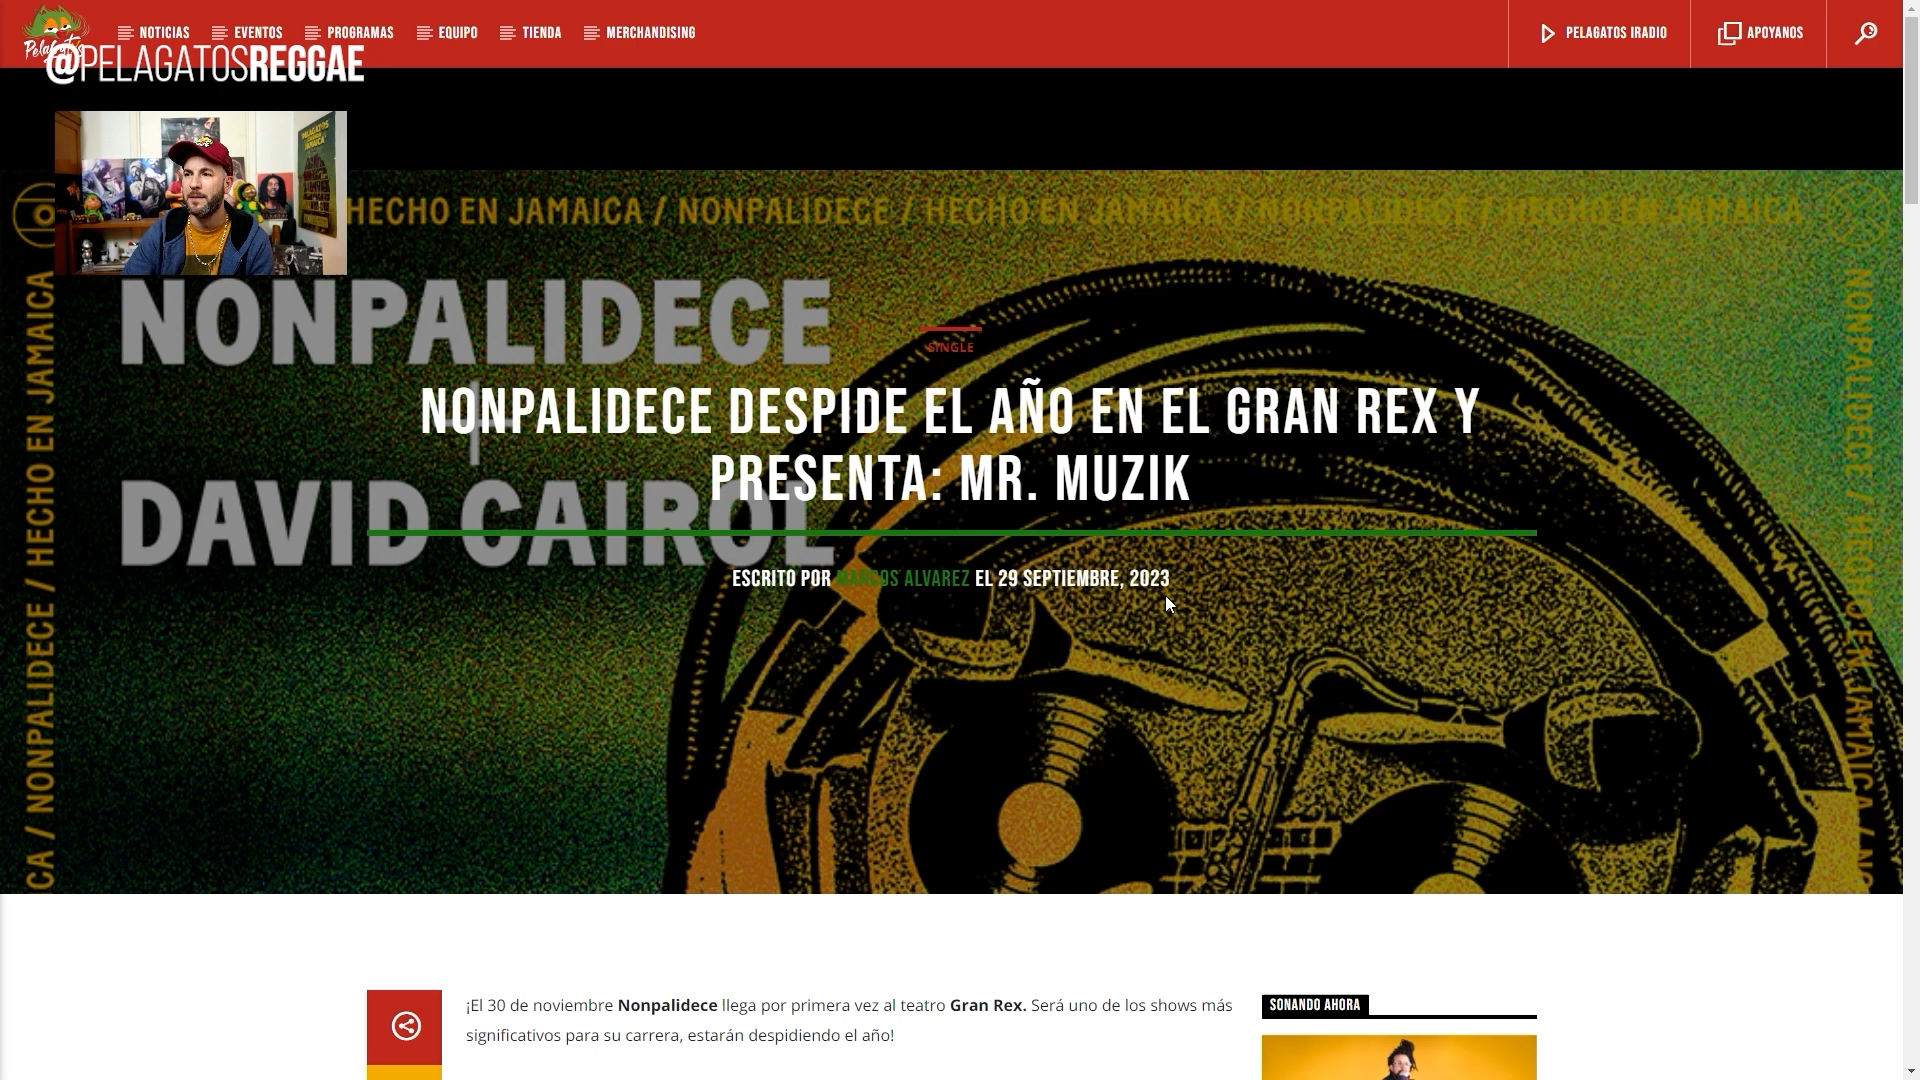 Pelagatos
NOTICIAS
EVENTOS
PROGRAMAS
EQUIPO
TIENDA
MERCHANDISING
PELAGATOS IRADIO
APOYANOS
@PELAGATOSREGGAE
HECHO EN JAMAICA / NONPALIDECE
JAMAICA
NONPALIDECE
+
DAVID CAIROL
SINGLE
NONPALIDECE DESPIDE EL AÑO EN EL GRAN REX Y
PRESENTA: MR. MUZIK
ESCRITO POR MARCOS ALVAREZ EL 29 SEPTIEMBRE, 2023
CA / NONPALIDECE / HECHO EN JAMAICA
NONPALIDECE / HECHO EN JAMAICA / NO
¡El 30 de noviembre Nonpalidece llega por primera vez al teatro Gran Rex. Será uno de los shows más
significativos para su carrera, estarán despidiendo el año!
SONANDO AHORA